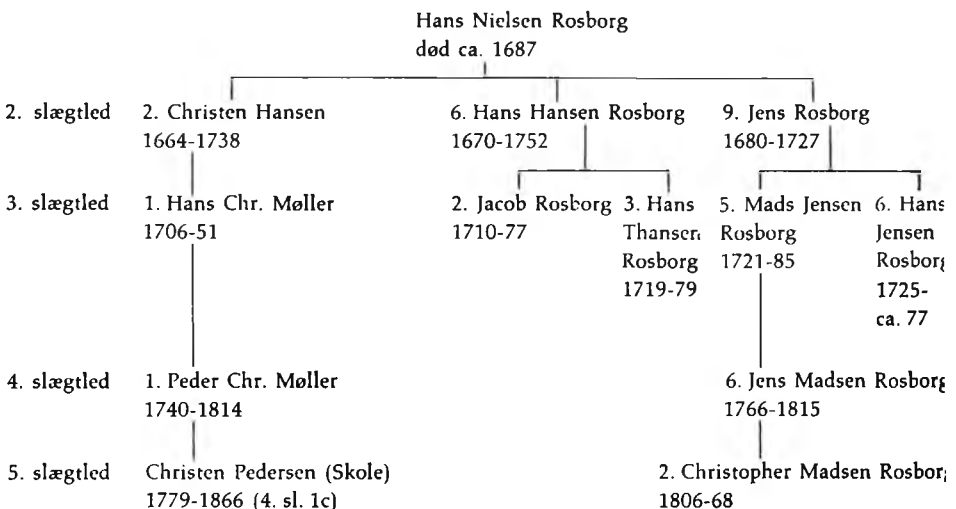 Hans Nielsen Rosborg
død ca. 1687
2. slægtled 2. Christen Hansen 6. Hans Hansen Rosborg 9. Jens Rosborg
1664-1738 1670-1752 1680-1727
3. slægtled 1. Hans Chr. Møller 2. Jacob Rosborg 3. Hans 5. Mads Jensen 6. Hans
1706-51 1710-77 Thansen Rosborg Jensen
Rosborg 1721-85 Rosborg
1719-79 1725-
ca. 77
4. slægtled 1. Peder Chr. Møller 6. Jens Madsen Rosborg
1740-1814 1766-1815
5. slægtled Christen Pedersen (Skole) 2. Christopher Madsen Rosborg
1779-1866 (4. sl. 1c) 1806-68